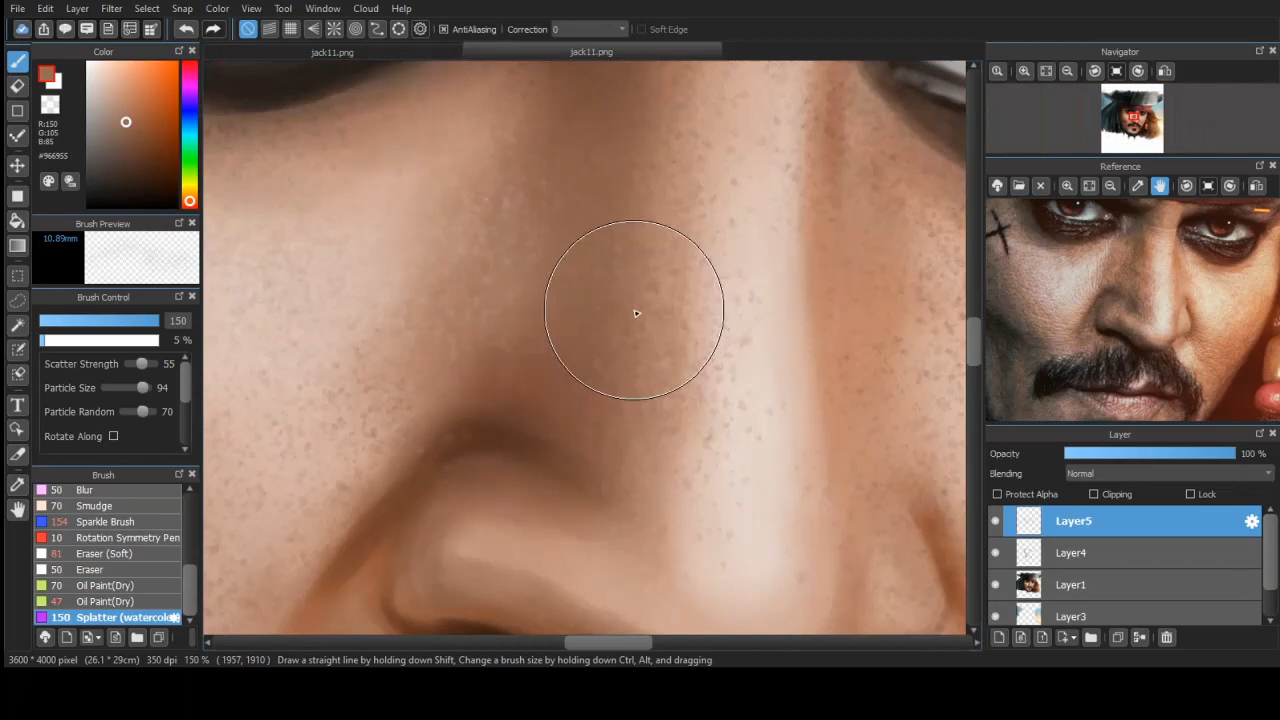 File Edit Layer Filter Select Snap Color View Tool Window Cloud Help
AntiAliasing Correction 0 Soft Edge
Color
jack11.png jack11.png
Navigator
R:150
G:105
B:85
#966955
Reference
Brush Preview
10.89mm
Brush Control
150
5 %
Scatter Strength 55
Particle Size 94
Particle Random 70
Rotate Along
Brush
50 Blur
70 Smudge
154 Sparkle Brush
10 Rotation Symmetry Pen
81 Eraser (Soft)
50 Eraser
70 Oil Paint(Dry)
47 Oil Paint(Dry)
150 Splatter (watercolo
Layer
Opacity 100 %
Blending Normal
Protect Alpha Clipping Lock
Layer5
Layer4
Layer1
Layer3
3600 * 4000 pixel (26.1 * 29cm) 350 dpi 150 % ( 1957, 1910 ) Draw a straight line by holding down Shift, Change a brush size by holding down Ctrl, Alt, and dragging